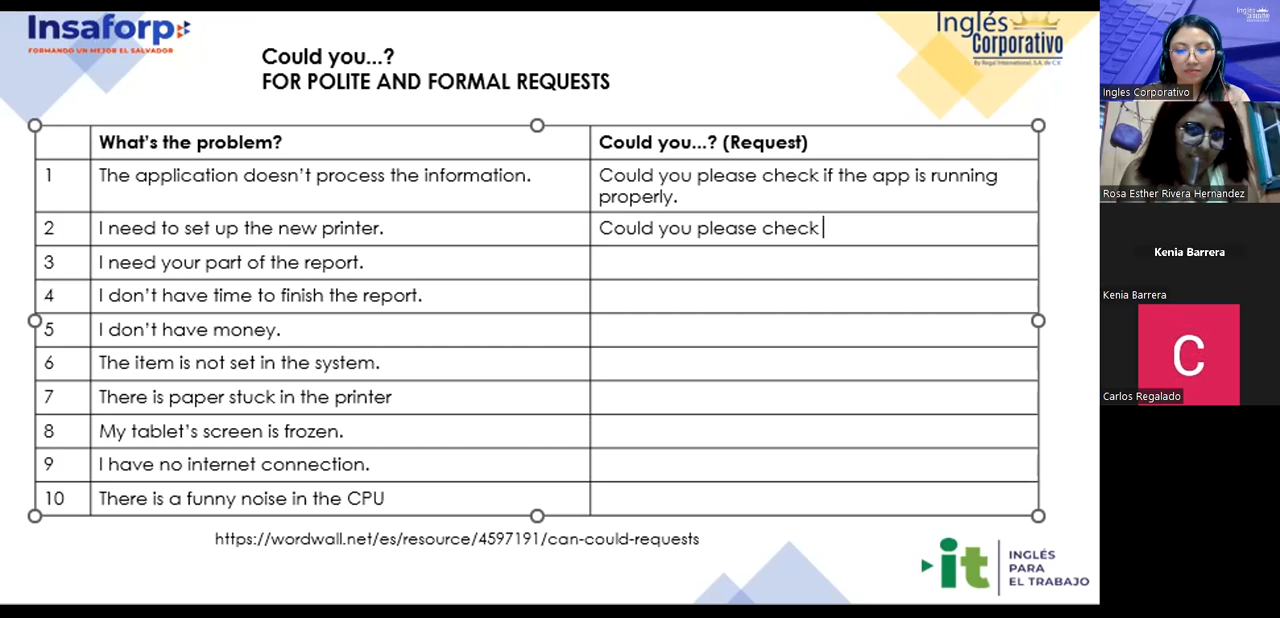 Insaforp
FORMANDO UN MEJOR EL SALVADOR
Could you...?
FOR POLITE AND FORMAL REQUESTS
Inglés
Corporativo
By Regal International, S.A. de C.V.
What's the problem?
Could you...? (Request)
1
The application doesn't process the information.
Could you please check if the app is running
properly.
2
I need to set up the new printer.
Could you please check
3
I need your part of the report.
4
I don't have time to finish the report.
5
I don't have money.
6
The item is not set in the system.
7
There is paper stuck in the printer
8
My tablet's screen is frozen.
9
I have no internet connection.
10
There is a funny noise in the CPU
https://wordwall.net/es/resource/4597191/can-could-requests
it
INGLÉS
PARA
EL TRABAJO
Ingles Corporativo
Rosa Esther Rivera Hernandez
Kenia Barrera
Kenia Barrera
C
Carlos Regalado